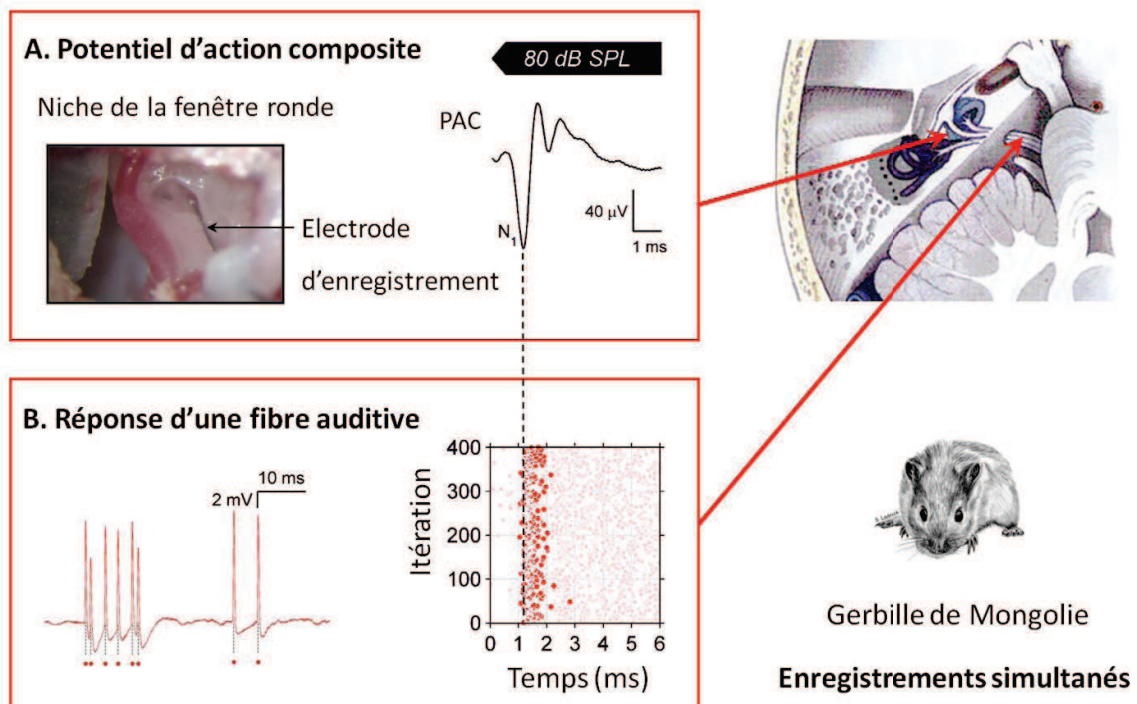 A. Potentiel d’action composite
80 dB SPL
Niche de la fenêtre ronde
PAC
Electrode
d’enregistrement
N1
40 µV
1 ms
B. Réponse d’une fibre auditive
10 ms
2 mV
Itération
400
300
200
100
0
0 1 2 3 4 5 6
Temps (ms)
Gerbille de Mongolie
Enregistrements simultanés